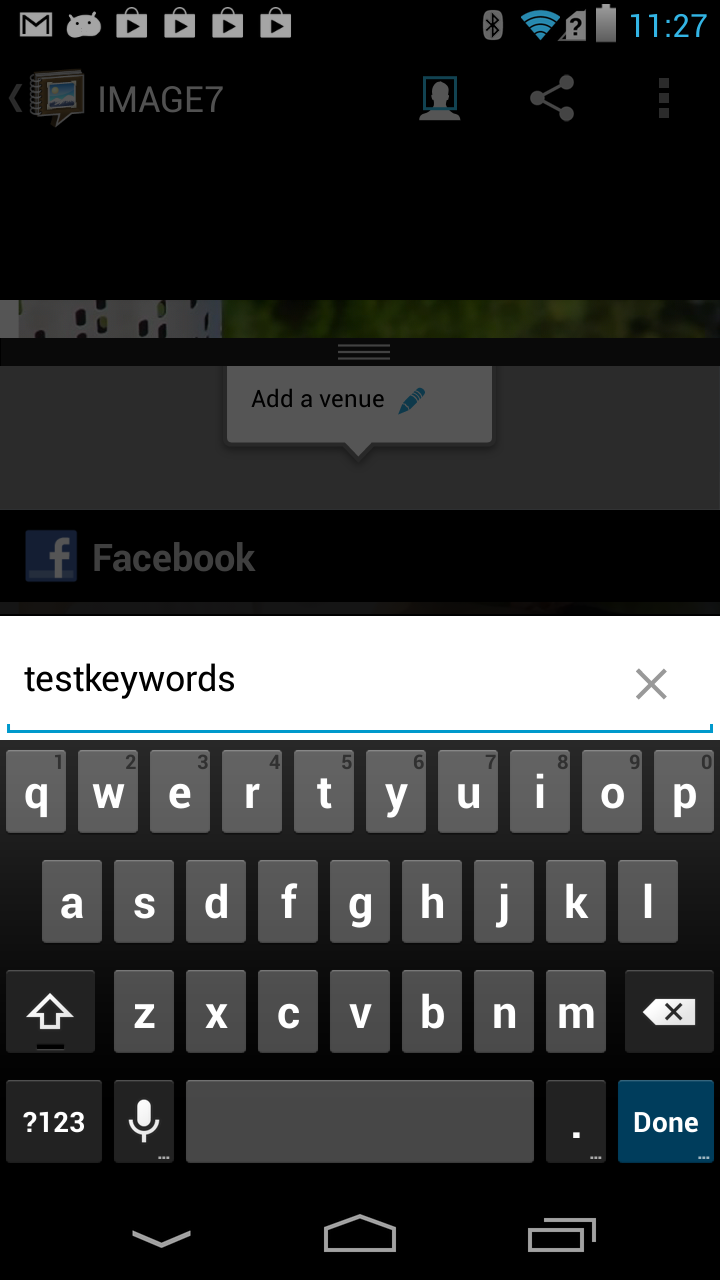 11:27
IMAGE7
Add a venue
f Facebook
testkeywords
1 2 3 4 5 6 7 8 9 0
q w e r t y u i o p
a s d f g h j k l
z x c v b n m
?123 . Done